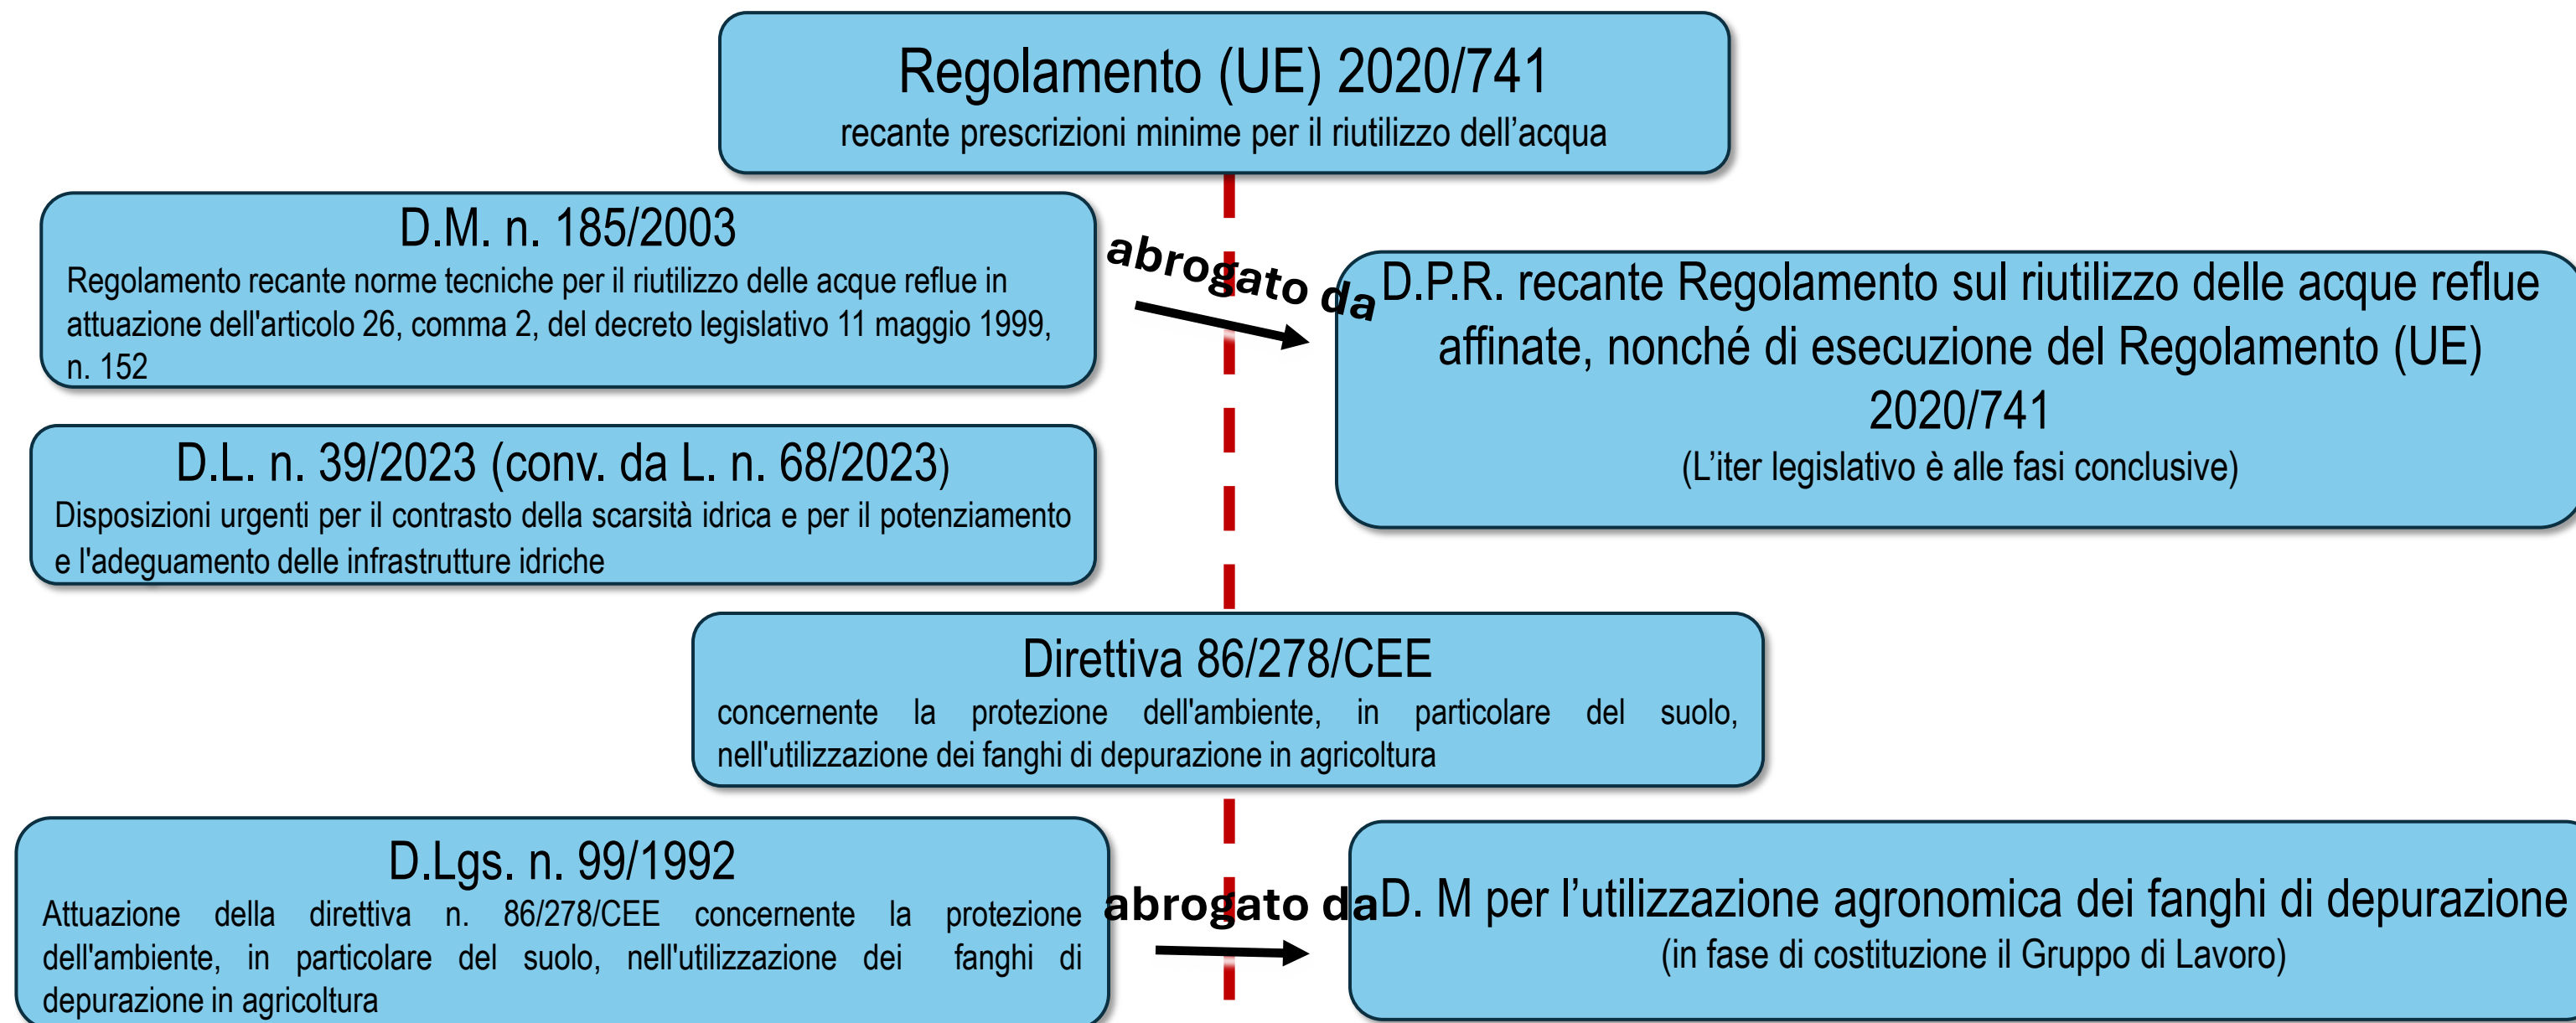 Regolamento (UE) 2020/741
recante prescrizioni minime per il riutilizzo dell’acqua
D.M. n. 185/2003
Regolamento recante norme tecniche per il riutilizzo delle acque reflue in
attuazione dell'articolo 26, comma 2, del decreto legislativo 11 maggio 1999,
n. 152
abrogato da
D.P.R. recante Regolamento sul riutilizzo delle acque reflue
affinate, nonché di esecuzione del Regolamento (UE)
2020/741
(L’iter legislativo è alle fasi conclusive)
D.L. n. 39/2023 (conv. da L. n. 68/2023)
Disposizioni urgenti per il contrasto della scarsità idrica e per il potenziamento
e l'adeguamento delle infrastrutture idriche
Direttiva 86/278/CEE
concernente la protezione dell'ambiente, in particolare del suolo,
nell'utilizzazione dei fanghi di depurazione in agricoltura
D.Lgs. n. 99/1992
Attuazione della direttiva n. 86/278/CEE concernente la protezione
dell'ambiente, in particolare del suolo, nell'utilizzazione dei fanghi di
depurazione in agricoltura
abrogato da
D. M per l’utilizzazione agronomica dei fanghi di depurazione
(in fase di costituzione il Gruppo di Lavoro)